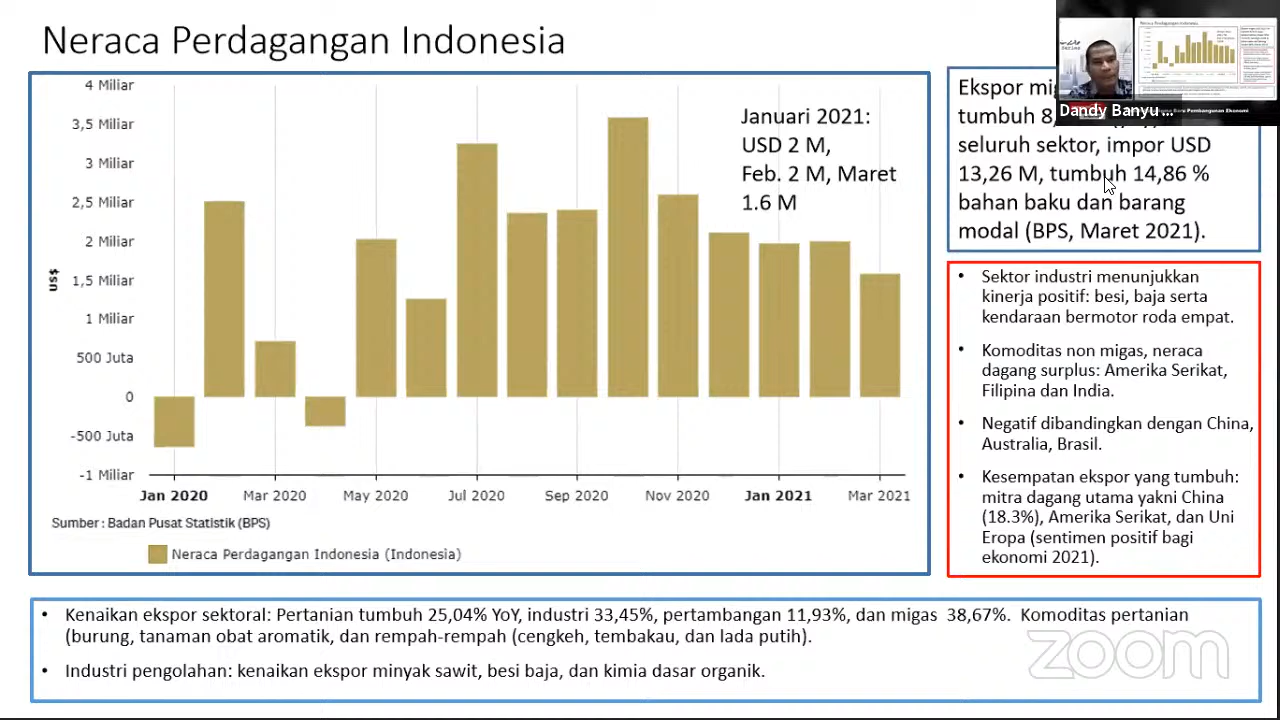 Neraca Perdagangan Indonesia
4 Miliar
3,5 Miliar
3 Miliar
2,5 Miliar
2 Miliar
1,5 Miliar
1 Miliar
500 Juta
0
-500 Juta
-1 Miliar
US$
Jan 2020
Mar 2020
May 2020
Jul 2020
Sep 2020
Nov 2020
Jan 2021
Mar 2021
Januari 2021:
USD 2 M,
Feb. 2 M, Maret
1.6 M
Sumber : Badan Pusat Statistik (BPS)
Neraca Perdagangan Indonesia (Indonesia)
Dandy Banyu ...
Baru Pembangunan Ekonomi
Ekspor
tumbuh 8,
seluruh sektor, impor USD
13,26 M, tumbuh 14,86 %
bahan baku dan barang
modal (BPS, Maret 2021).
• Sektor industri menunjukkan
kinerja positif: besi, baja serta
kendaraan bermotor roda empat.
• Komoditas non migas, neraca
dagang surplus: Amerika Serikat,
Filipina dan India.
• Negatif dibandingkan dengan China,
Australia, Brasil.
• Kesempatan ekspor yang tumbuh:
mitra dagang utama yakni China
(18.3%), Amerika Serikat, dan Uni
Eropa (sentimen positif bagi
ekonomi 2021).
• Kenaikan ekspor sektoral: Pertanian tumbuh 25,04% YoY, industri 33,45%, pertambangan 11,93%, dan migas 38,67%. Komoditas pertanian
(burung, tanaman obat aromatik, dan rempah-rempah (cengkeh, tembakau, dan lada putih).
• Industri pengolahan: kenaikan ekspor minyak sawit, besi baja, dan kimia dasar organik.
zoom